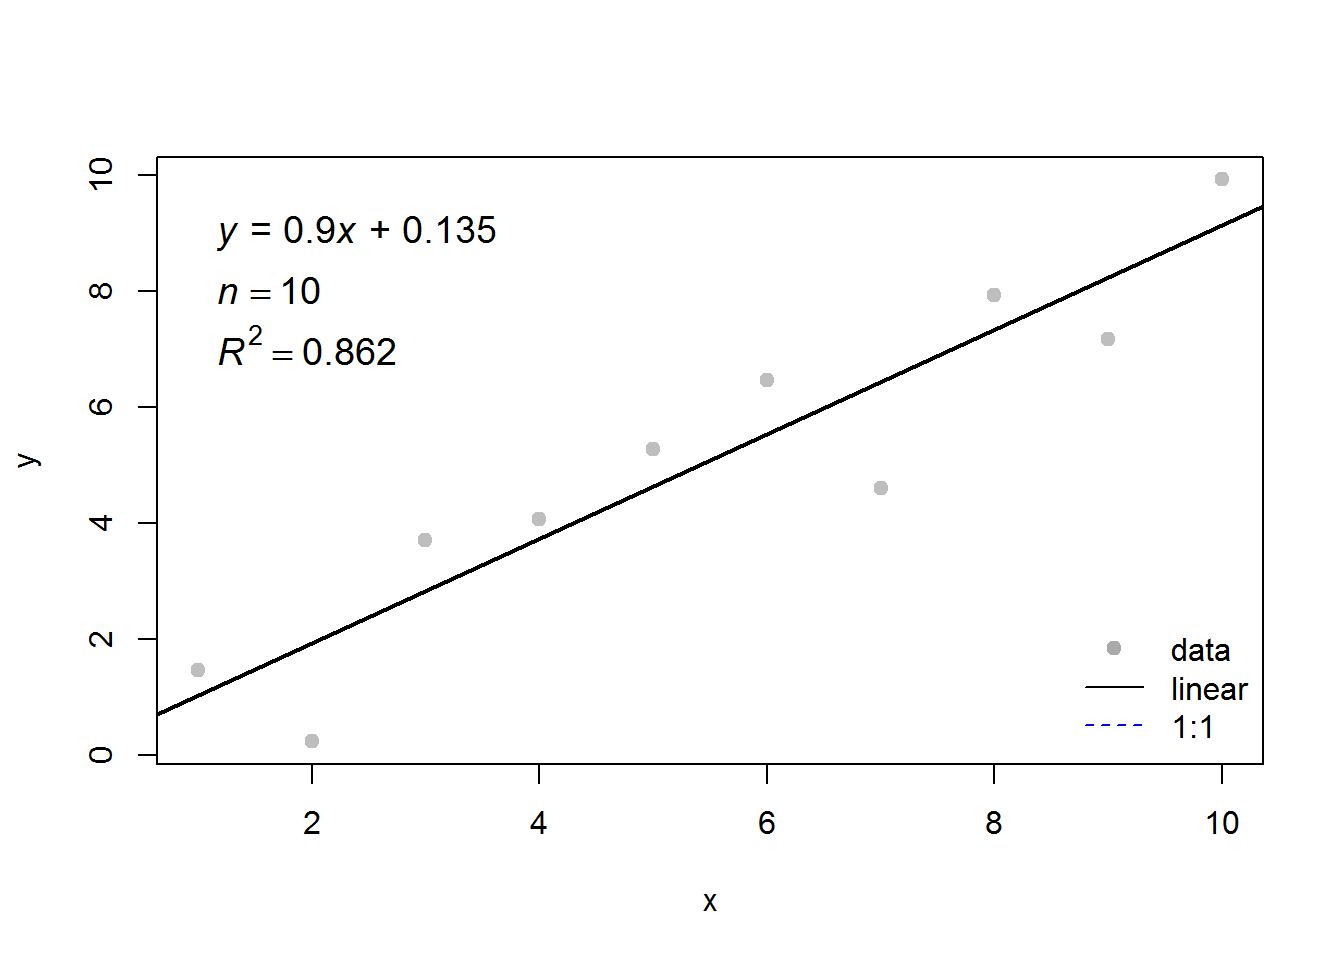 y = 0.9x + 0.135
n = 10
R² = 0.862
10
8
6
4
2
0
y
data
linear
1:1
2 4 6 8 10
x